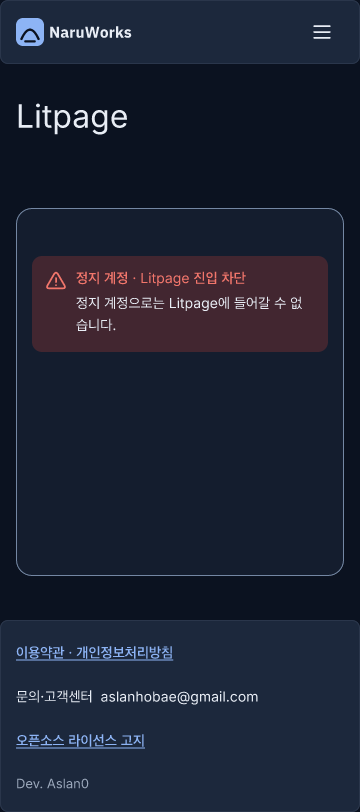 NaruWorks
Litpage
정지 계정 · Litpage 진입 차단
정지 계정으로는 Litpage에 들어갈 수 없
습니다.
이용약관 · 개인정보처리방침
문의·고객센터 aslanhobae@gmail.com
오픈소스 라이선스 고지
Dev. Aslan0